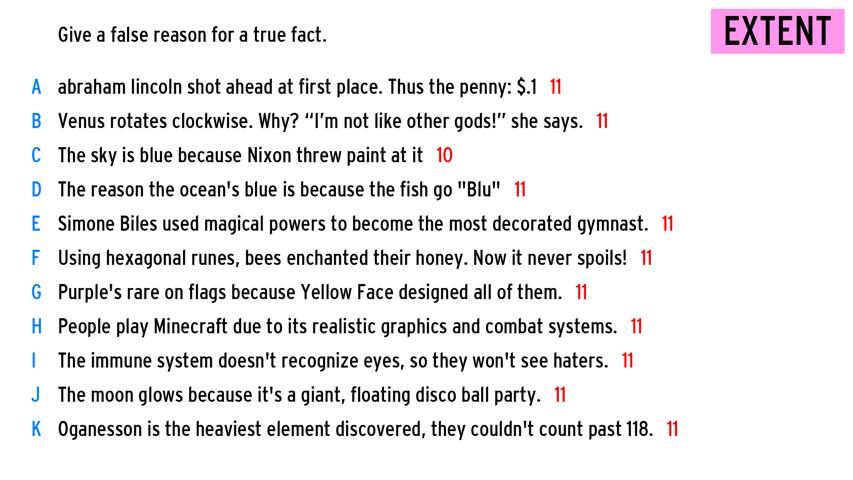 Give a false reason for a true fact.
EXTENT
A abraham lincoln shot ahead at first place. Thus the penny: $.1 11
B Venus rotates clockwise. Why? “I’m not like other gods!” she says. 11
C The sky is blue because Nixon threw paint at it 10
D The reason the ocean's blue is because the fish go "Blu" 11
E Simone Biles used magical powers to become the most decorated gymnast. 11
F Using hexagonal runes, bees enchanted their honey. Now it never spoils! 11
G Purple's rare on flags because Yellow Face designed all of them. 11
H People play Minecraft due to its realistic graphics and combat systems. 11
I The immune system doesn't recognize eyes, so they won't see haters. 11
J The moon glows because it's a giant, floating disco ball party. 11
K Oganesson is the heaviest element discovered, they couldn't count past 118. 11